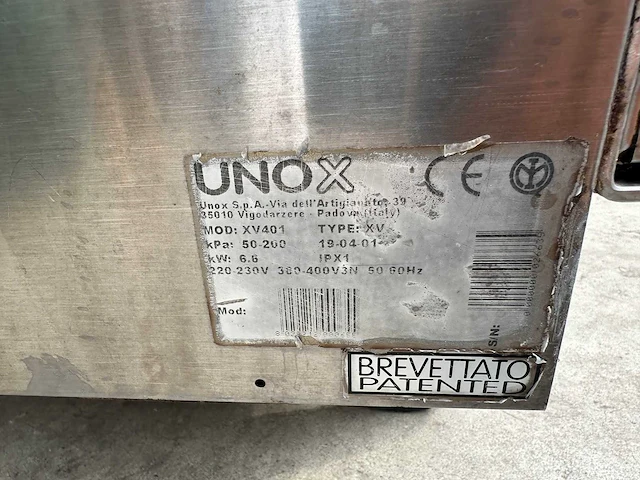 UNOX CE
Unox S.p.A.-Via dell'Artigianato, 39
35010 Vigodarzere - Padova (Italy)
MOD: XV401 TYPE: XV
kPa: 50-200 19-04-01
kW: 6.6 IPX1
220-230V 380-400V3N 50 60Hz
Mod:
S/N:
BREVETTATO
PATENTED